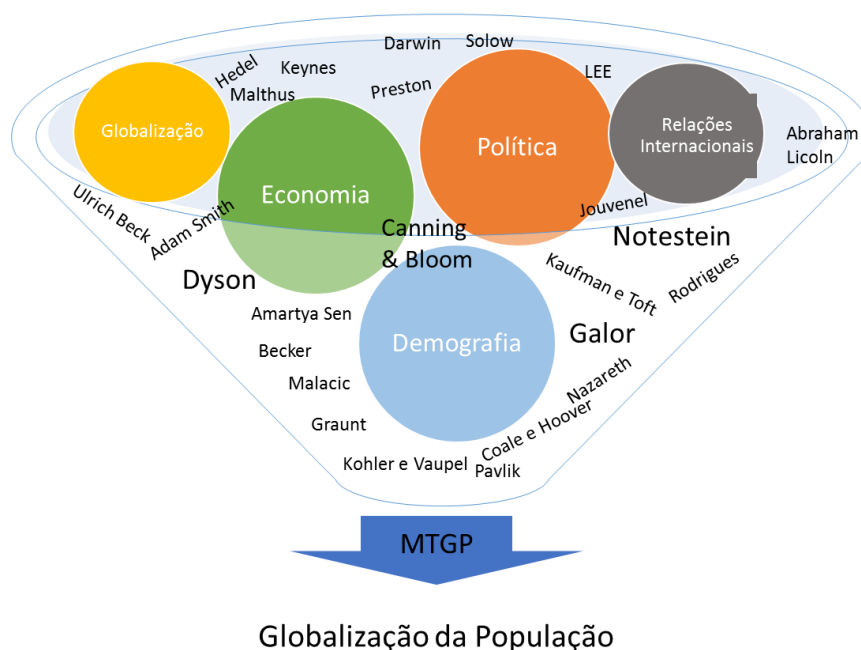 Darwin
Solow
Hedel
Keynes
Malthus
Preston
LEE
Globalização
Economia
Política
Relações
Internacionais
Abraham
Licoln
Ulrich Beck
Adam Smith
Jouvenel
Canning
& Bloom
Notestein
Dyson
Kaufman e Toft
Rodrigues
Amartya Sen
Becker
Demografia
Galor
Malacic
Nazareth
Graunt
Coale e Hoover
Kohler e Vaupel
Pavlik
MTGP
Globalização da População